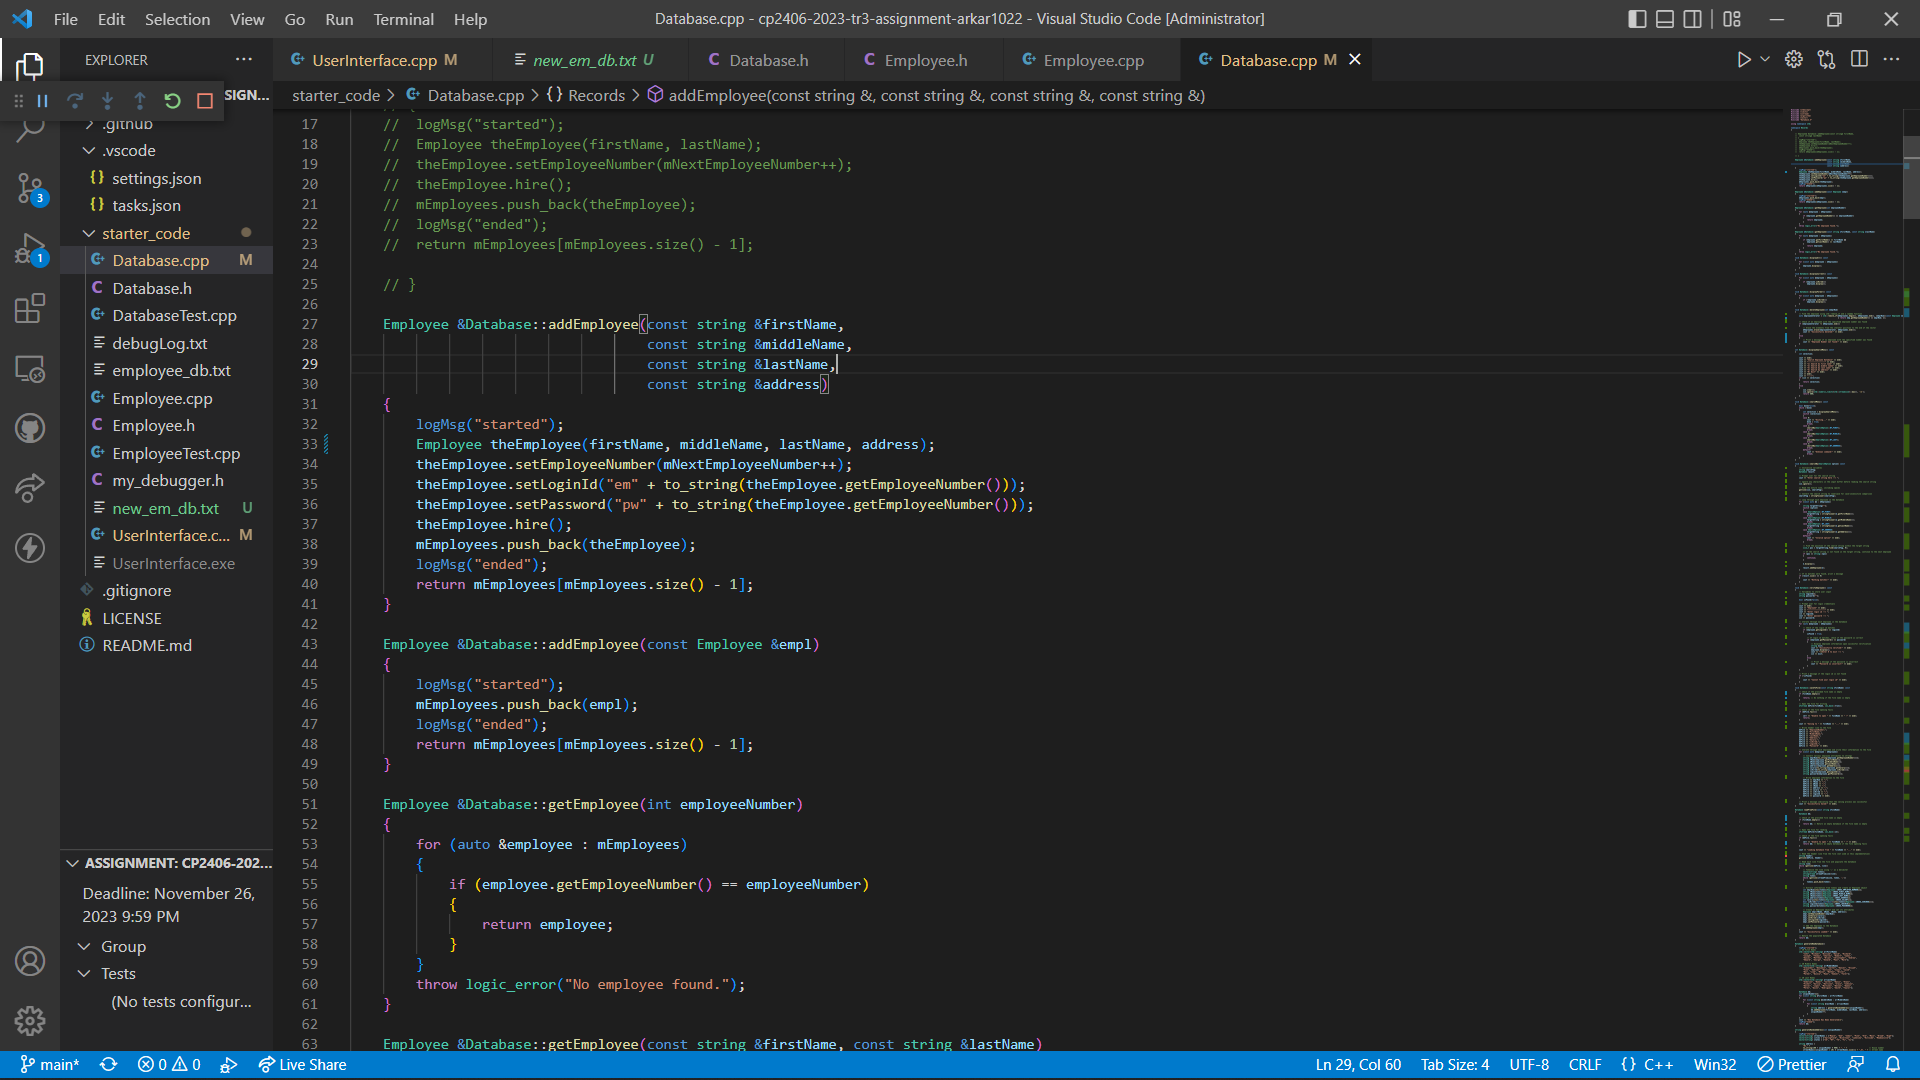 File Edit Selection View Go Run Terminal Help
Database.cpp - cp2406-2023-tr3-assignment-arkar1022 - Visual Studio Code [Administrator]
EXPLORER
UserInterface.cpp M
new_em_db.txt U
Database.h
Employee.h
Employee.cpp
Database.cpp M
SIGN...
starter_code > Database.cpp > {} Records > addEmployee(const string &, const string &, const string &, const string &)
.github
.vscode
settings.json
tasks.json
starter_code
Database.cpp M
Database.h
DatabaseTest.cpp
debugLog.txt
employee_db.txt
Employee.cpp
Employee.h
EmployeeTest.cpp
my_debugger.h
new_em_db.txt U
UserInterface.c... M
UserInterface.exe
.gitignore
LICENSE
README.md
3
1
ASSIGNMENT: CP2406-202...
Deadline: November 26,
2023 9:59 PM
Group
Tests
(No tests configur...
17 // logMsg("started");
18 // Employee theEmployee(firstName, lastName);
19 // theEmployee.setEmployeeNumber(mNextEmployeeNumber++);
20 // theEmployee.hire();
21 // mEmployees.push_back(theEmployee);
22 // logMsg("ended");
23 // return mEmployees[mEmployees.size() - 1];
24
25 // }
26
27 Employee &Database::addEmployee(const string &firstName,
28 const string &middleName,
29 const string &lastName,
30 const string &address)
31 {
32 logMsg("started");
33 Employee theEmployee(firstName, middleName, lastName, address);
34 theEmployee.setEmployeeNumber(mNextEmployeeNumber++);
35 theEmployee.setLoginId("em" + to_string(theEmployee.getEmployeeNumber()));
36 theEmployee.setPassword("pw" + to_string(theEmployee.getEmployeeNumber()));
37 theEmployee.hire();
38 mEmployees.push_back(theEmployee);
39 logMsg("ended");
40 return mEmployees[mEmployees.size() - 1];
41 }
42
43 Employee &Database::addEmployee(const Employee &empl)
44 {
45 logMsg("started");
46 mEmployees.push_back(empl);
47 logMsg("ended");
48 return mEmployees[mEmployees.size() - 1];
49 }
50
51 Employee &Database::getEmployee(int employeeNumber)
52 {
53 for (auto &employee : mEmployees)
54 {
55 if (employee.getEmployeeNumber() == employeeNumber)
56 {
57 return employee;
58 }
59 }
60 throw logic_error("No employee found.");
61 }
62
63 Employee &Database::getEmployee(const string &firstName, const string &lastName)
main* 0 0 Live Share
Ln 29, Col 60 Tab Size: 4 UTF-8 CRLF {} C++ Win32 Prettier